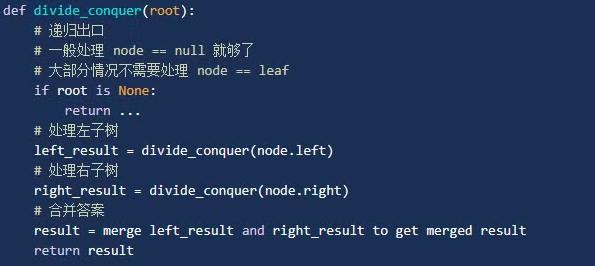 def divide_conquer(root):
    # 递归出口
    # 一般处理 node == null 就够了
    # 大部分情况不需要处理 node == leaf
    if root is None:
        return ...
    # 处理左子树
    left_result = divide_conquer(node.left)
    # 处理右子树
    right_result = divide_conquer(node.right)
    # 合并答案
    result = merge left_result and right_result to get merged result
    return result